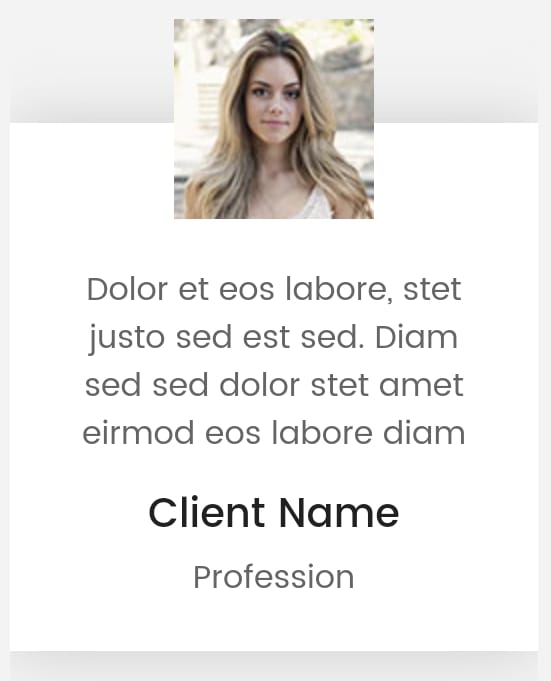 Dolor et eos labore, stet
justo sed est sed. Diam
sed sed dolor stet amet
eirmod eos labore diam
Client Name
Profession